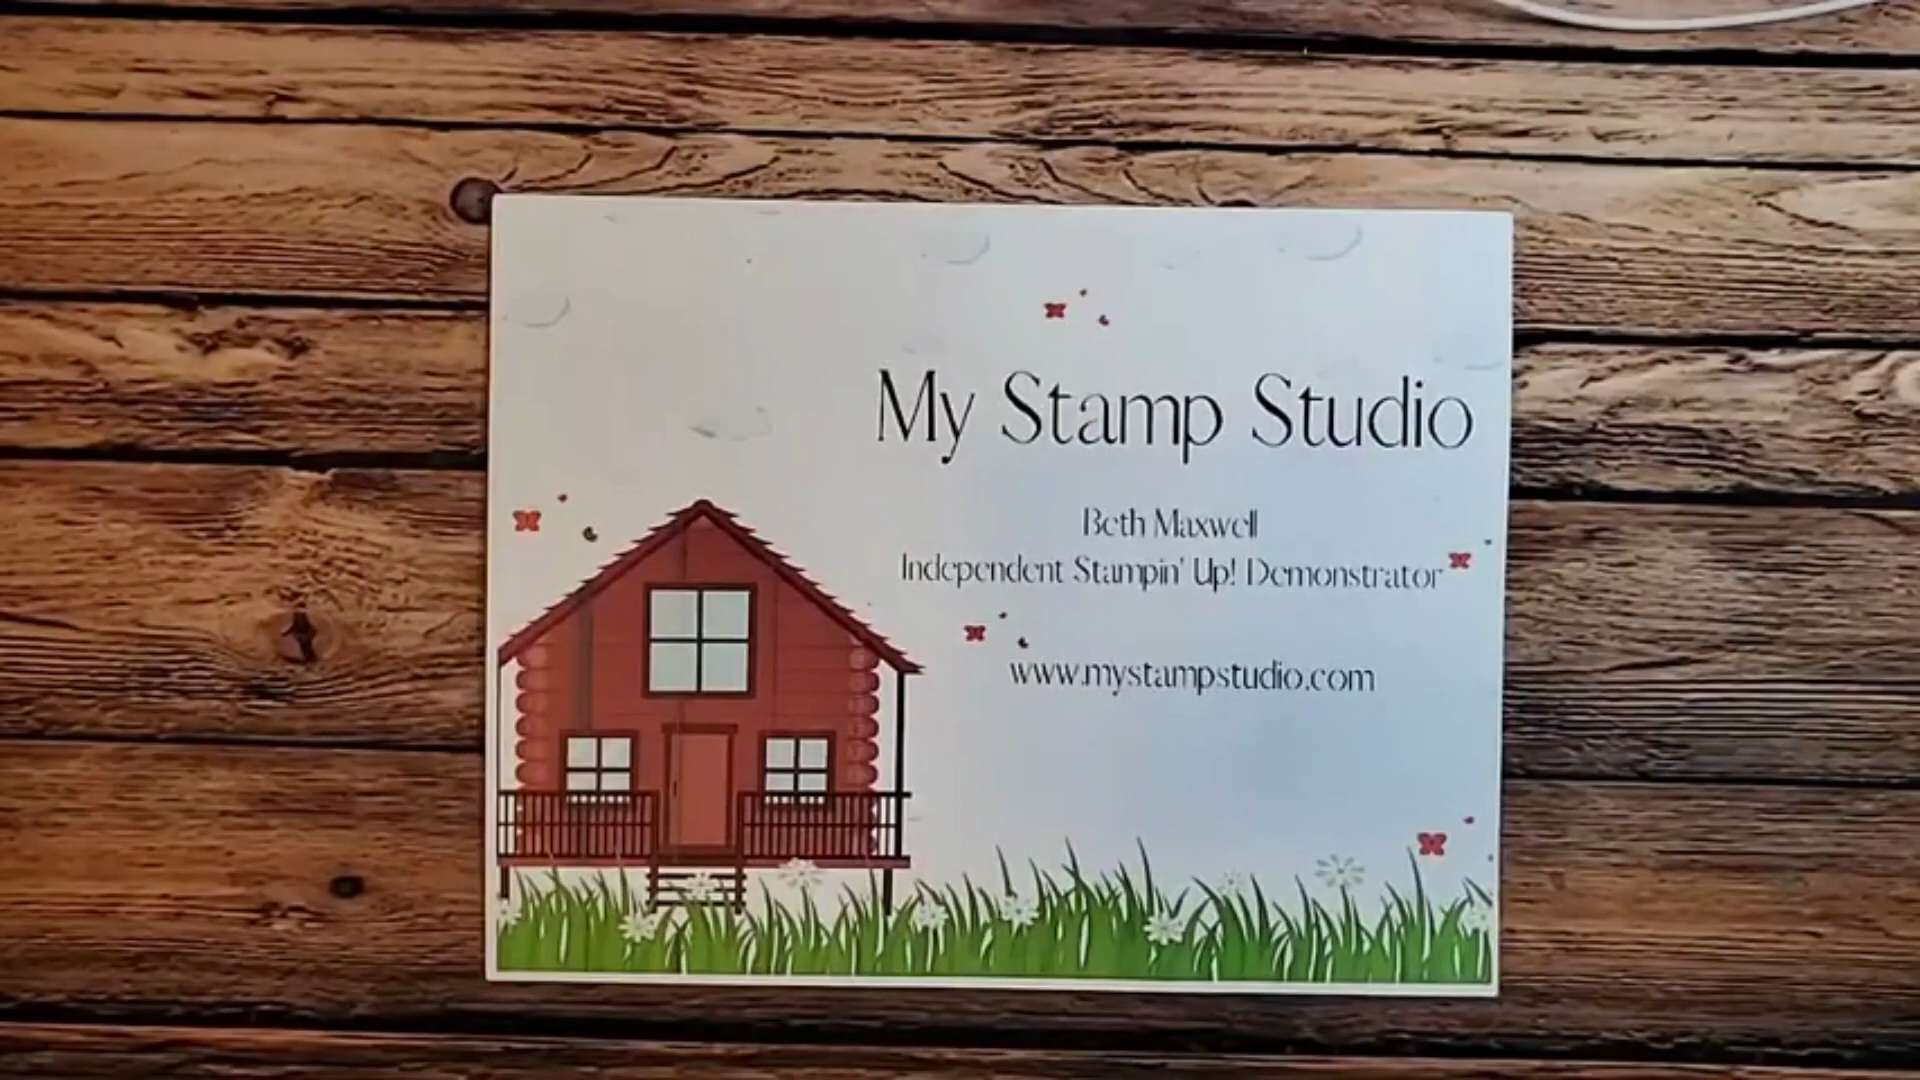 My Stamp Studio
Beth Maxwell
Independent Stampin' Up! Demonstrator
www.mystampstudio.com